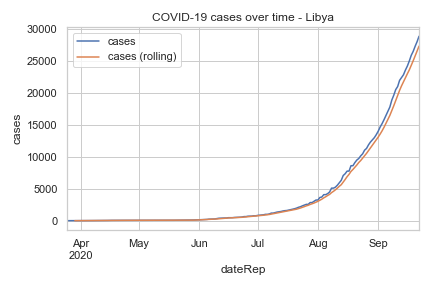 COVID-19 cases over time - Libya
cases
cases (rolling)
30000
25000
20000
15000
10000
5000
0
cases
Apr
2020
May
Jun
Jul
Aug
Sep
dateRep